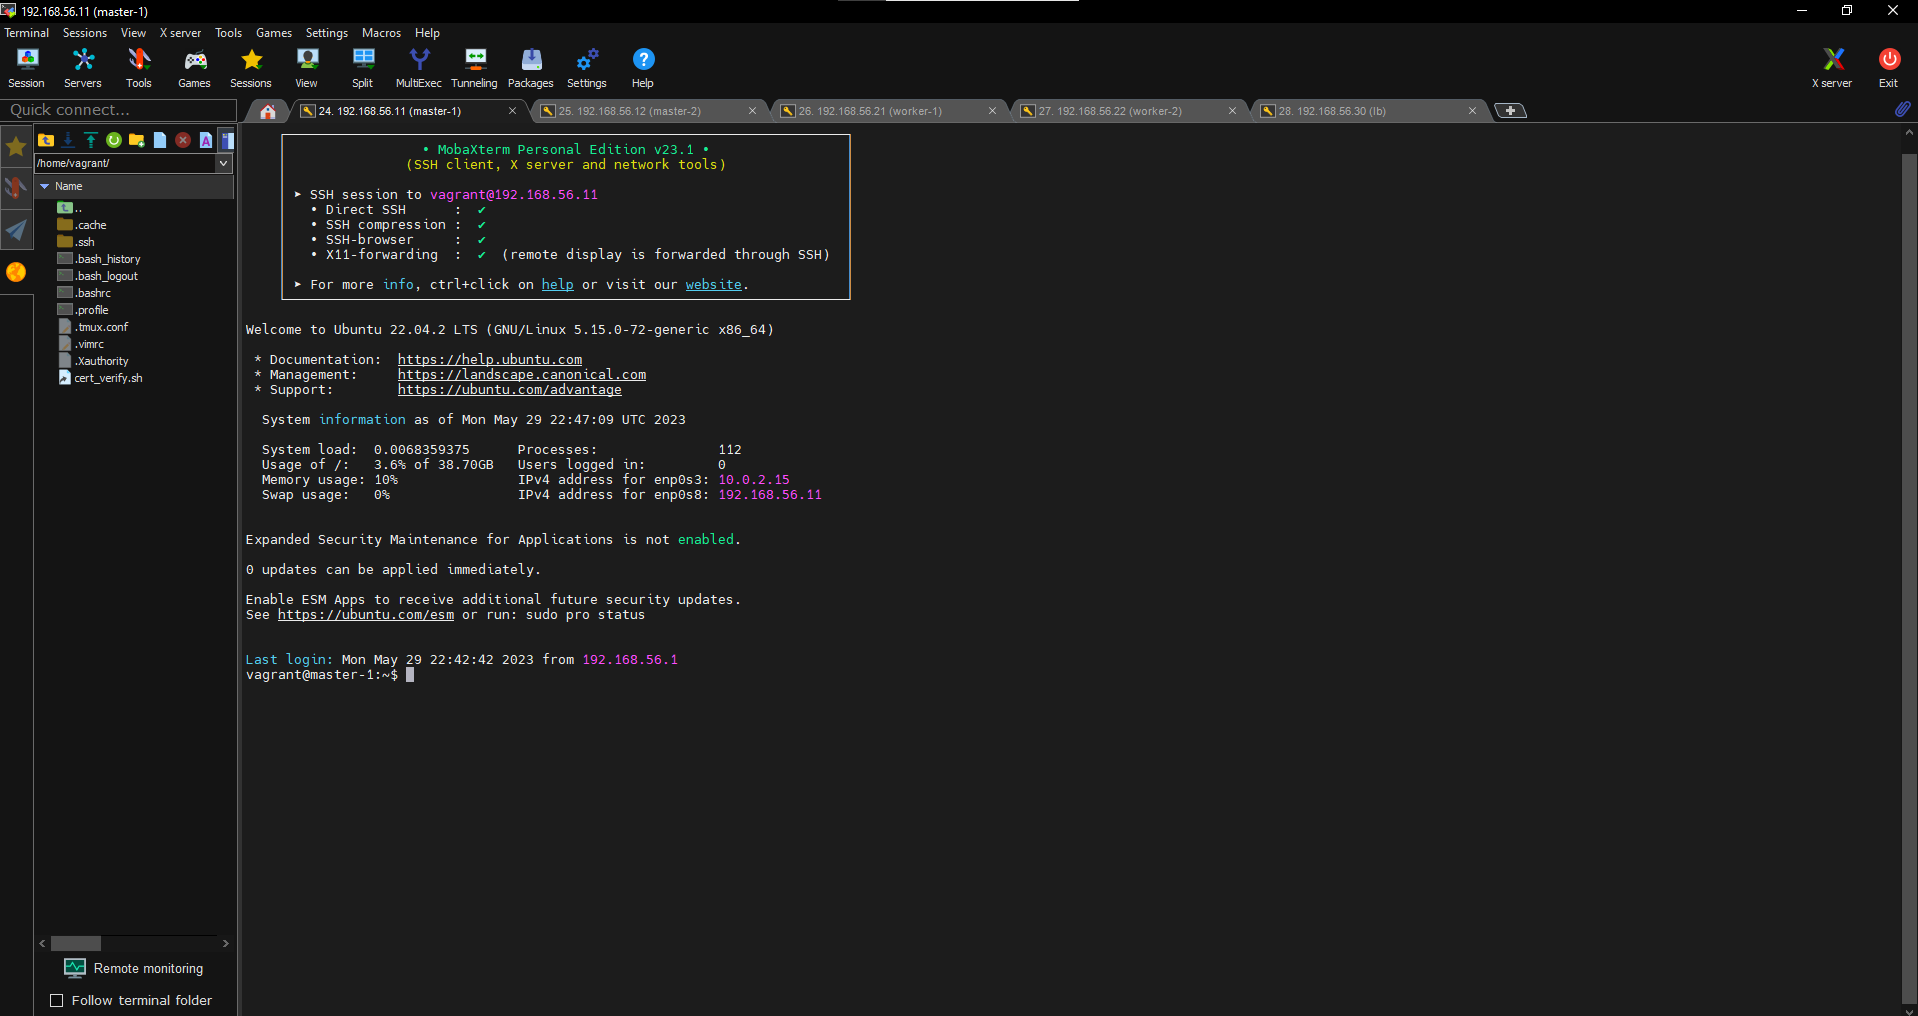 192.168.56.11 (master-1)
Terminal Sessions View X server Tools Games Settings Macros Help
Session Servers Tools Games Sessions View Split MultiExec Tunneling Packages Settings Help X server Exit
Quick connect...
24. 192.168.56.11 (master-1) 25. 192.168.56.12 (master-2) 26. 192.168.56.21 (worker-1) 27. 192.168.56.22 (worker-2) 28. 192.168.56.30 (lb)
/home/vagrant/
Name
..
.cache
.ssh
.bash_history
.bash_logout
.bashrc
.profile
.tmux.conf
.vimrc
.Xauthority
cert_verify.sh
Remote monitoring
Follow terminal folder
• MobaXterm Personal Edition v23.1 •
(SSH client, X server and network tools)
➤ SSH session to vagrant@192.168.56.11
• Direct SSH : ✔
• SSH compression : ✔
• SSH-browser : ✔
• X11-forwarding : ✔ (remote display is forwarded through SSH)
➤ For more info, ctrl+click on help or visit our website.
Welcome to Ubuntu 22.04.2 LTS (GNU/Linux 5.15.0-72-generic x86_64)
* Documentation: https://help.ubuntu.com
* Management: https://landscape.canonical.com
* Support: https://ubuntu.com/advantage
System information as of Mon May 29 22:47:09 UTC 2023
System load: 0.0068359375 Processes: 112
Usage of /: 3.6% of 38.70GB Users logged in: 0
Memory usage: 10% IPv4 address for enp0s3: 10.0.2.15
Swap usage: 0% IPv4 address for enp0s8: 192.168.56.11
Expanded Security Maintenance for Applications is not enabled.
0 updates can be applied immediately.
Enable ESM Apps to receive additional future security updates.
See https://ubuntu.com/esm or run: sudo pro status
Last login: Mon May 29 22:42:42 2023 from 192.168.56.1
vagrant@master-1:~$